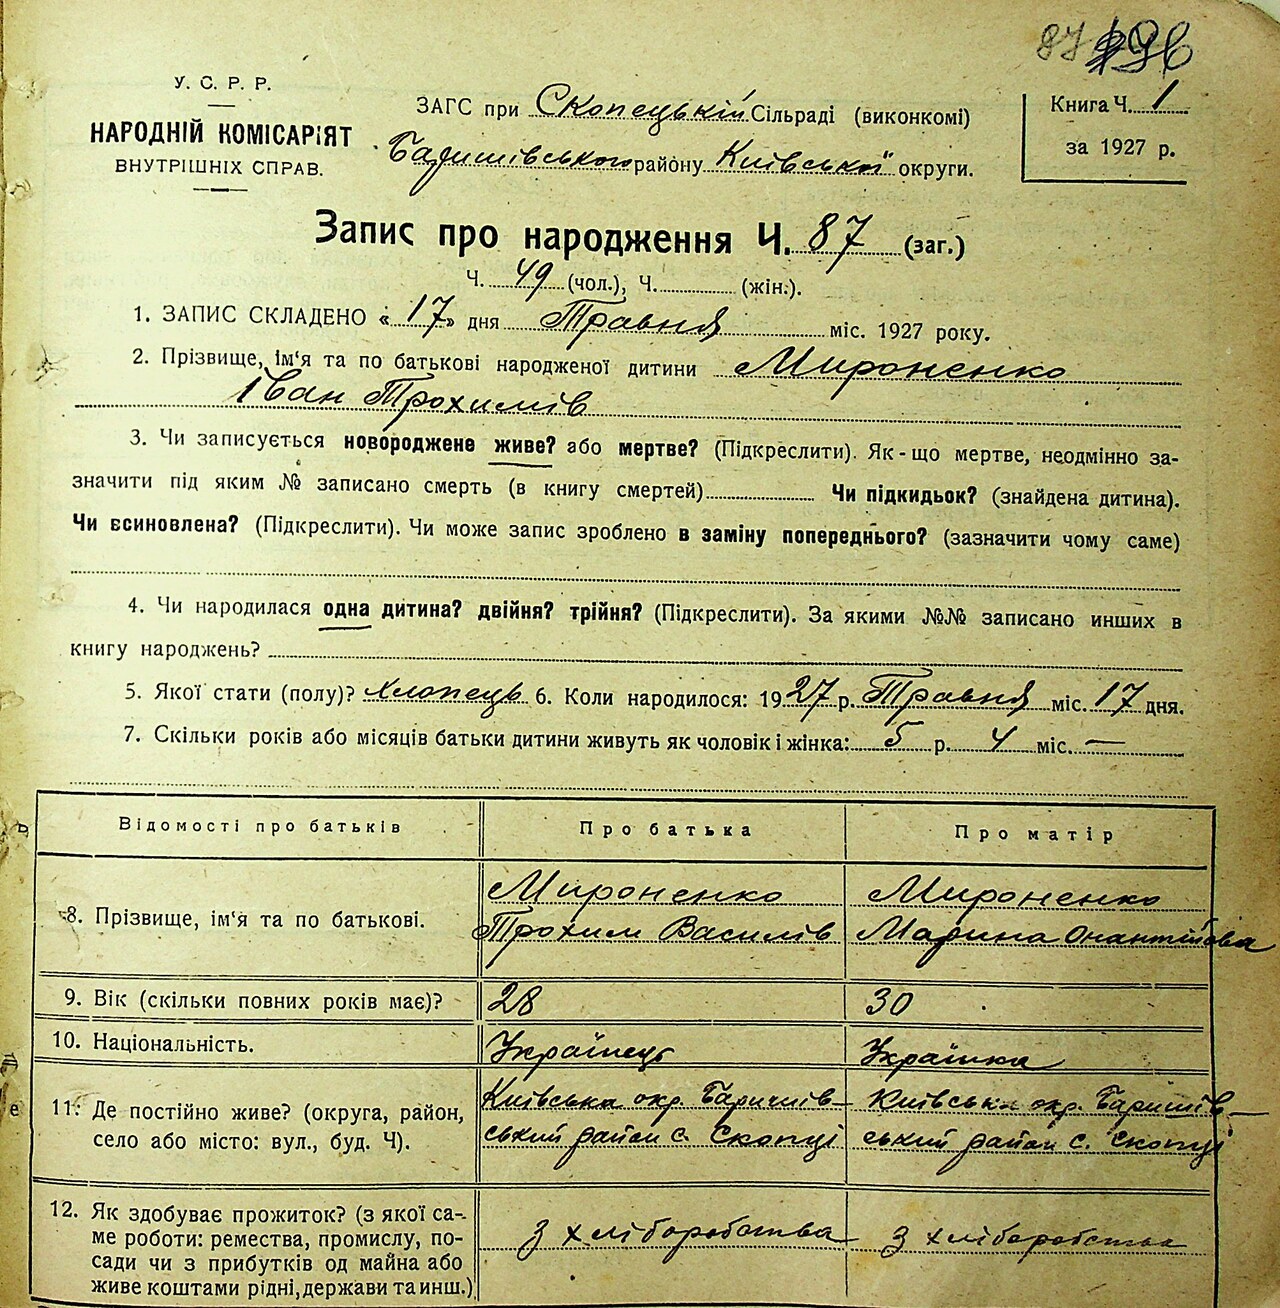 87
У. С. Р. Р.
НАРОДНІЙ КОМІСАРІЯТ
ВНУТРІШНІХ СПРАВ.
ЗАГС при Скопецькій Сільраді (виконкомі)
Баришівського району Київської округи.
Книга Ч. 1
за 1927 р.
Запис про народження Ч. 87 (заг.)
Ч. 49 (чол.), Ч. (жін.).
1. ЗАПИС СКЛАДЕНО « 17 » дня Травня міс. 1927 року.
2. Прізвище, ім‘я та по батькові народженої дитини Мироненко
Іван Трохимів
3. Чи записується новороджене живе? або мертве? (Підкреслити). Як-що мертве, неодмінно за-
значити під яким № записано смерть (в книгу смертей) Чи підкидьок? (знайдена дитина).
Чи всиновлена? (Підкреслити). Чи може запис зроблено в заміну попереднього? (зазначити чому саме)
4. Чи народилася одна дитина? двійня? трійня? (Підкреслити). За якими №№ записано инших в
книгу народжень?
5. Якої стати (полу)? хлопець 6. Коли народилося: 1927 р. Травня міс. 17 дня.
7. Скільки років або місяців батьки дитини живуть як чоловік і жінка: 5 р. 4 міс. —
Відомості про батьків Про батька Про матір
8. Прізвище, ім‘я та по батькові. Мироненко Мироненко
Трохим Василів Марина
9. Вік (скільки повних років має)? 28 30
10. Національність. Українець Українка
11. Де постійно живе? (округа, район, Київська окр. Баришів- Київська окр. Баришів-
село або місто: вул., буд. Ч). ський район с. Скопці ський район с. Скопці
12. Як здобуває прожиток? (з якої са-
ме роботи: ремества, промислу, по- З хліборобства З хліборобства
сади чи з прибутків од майна або
живе коштами рідні, держави та инш.)